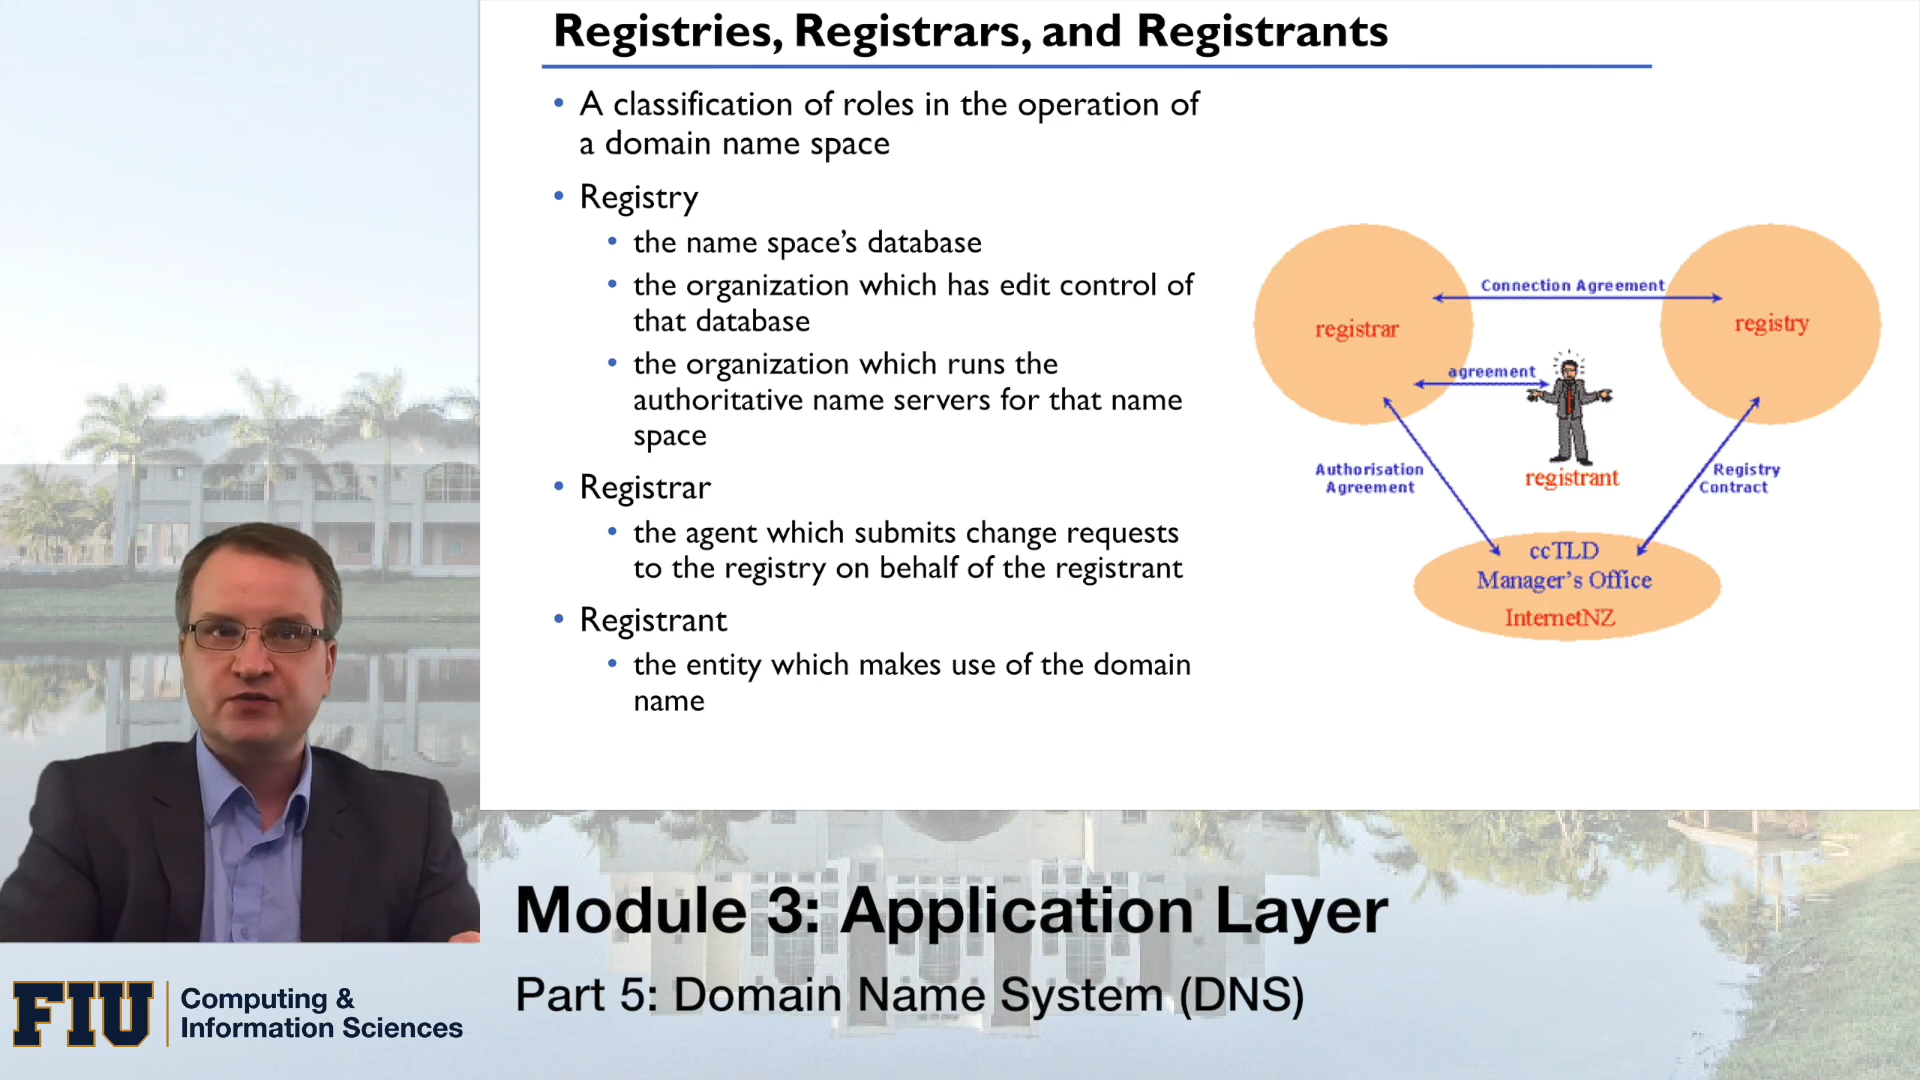 Registries, Registrars, and Registrants
• A classification of roles in the operation of
a domain name space
• Registry
• the name space’s database
• the organization which has edit control of
that database
• the organization which runs the
authoritative name servers for that name
space
• Registrar
• the agent which submits change requests
to the registry on behalf of the registrant
• Registrant
• the entity which makes use of the domain
name
Connection Agreement
registrar
registry
agreement
Authorisation
Agreement
registrant
Registry
Contract
ccTLD
Manager’s Office
InternetNZ
Module 3: Application Layer
Part 5: Domain Name System (DNS)
FIU
Computing &
Information Sciences